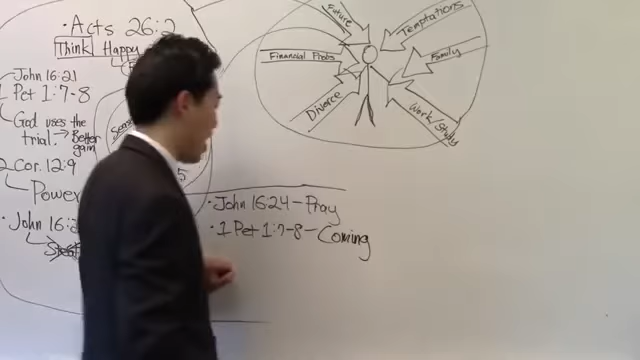 • Acts 26:2
Think Happy
John 16:21
1 Pet 1:7-8
God uses the
trial. → Better
gain
2 Cor. 12:9
Power
• John 16:2
5
Future
Temptations
Financial Probs
Family
Divorce
Work/Study
• John 16:24 - Pray
• 1 Pet 1:7-8 - Coming